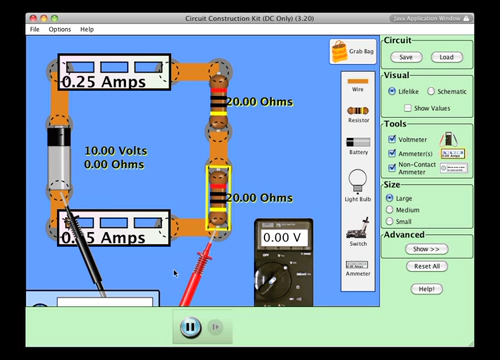 Circuit Construction Kit (DC Only) (3.20)
Java Application Window
File Options Help
0.25 Amps
20.00 Ohms
10.00 Volts
0.00 Ohms
20.00 Ohms
Amps
0.00 V
Grab Bag
Wire
Resistor
Battery
Light Bulb
Switch
Ammeter
Circuit
Save Load
Visual
Lifelike Schematic
Show Values
Tools
Voltmeter
Ammeter(s)
Non-Contact
Ammeter
Size
Large
Medium
Small
Advanced
Show >>
Reset All
Help!